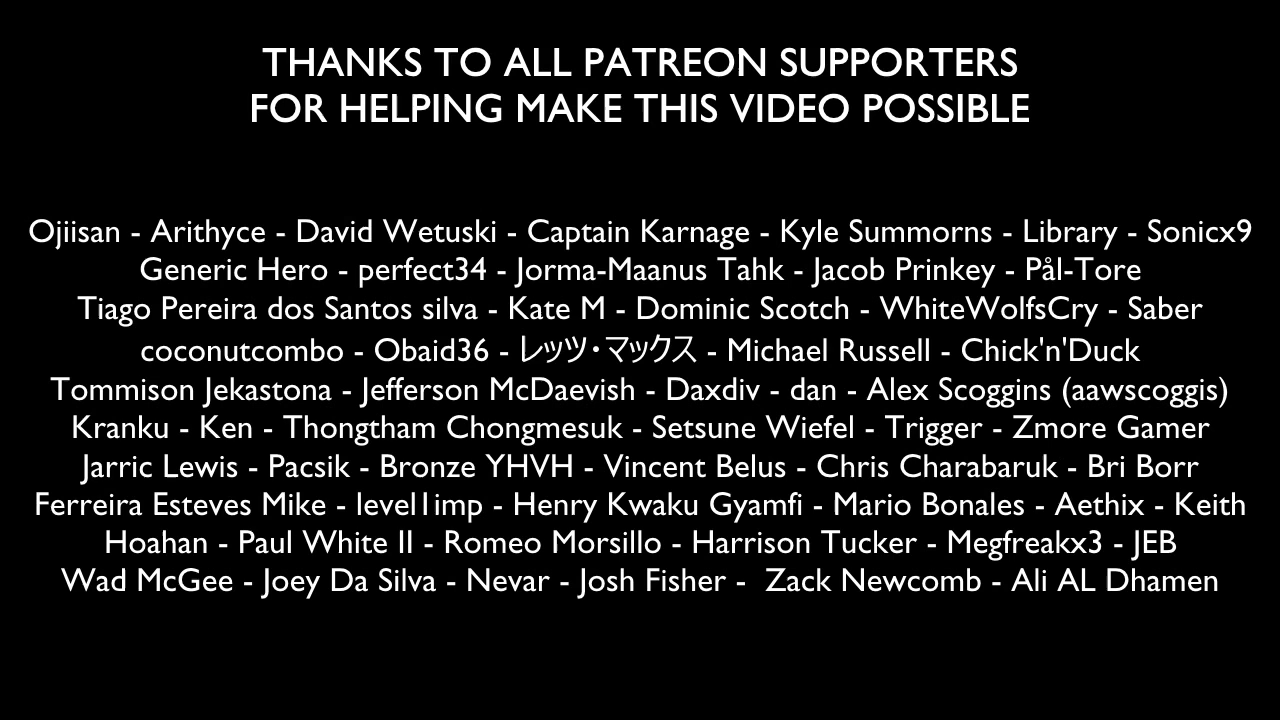 THANKS TO ALL PATREON SUPPORTERS
FOR HELPING MAKE THIS VIDEO POSSIBLE
Ojiisan - Arithyce - David Wetuski - Captain Karnage - Kyle Summorns - Library - Sonicx9
Generic Hero - perfect34 - Jorma-Maanus Tahk - Jacob Prinkey - Pål-Tore
Tiago Pereira dos Santos silva - Kate M - Dominic Scotch - WhiteWolfsCry - Saber
coconutcombo - Obaid36 - レッツ・マックス - Michael Russell - Chick'n'Duck
Tommison Jekastona - Jefferson McDaevish - Daxdiv - dan - Alex Scoggins (aawscoggis)
Kranku - Ken - Thongtham Chongmesuk - Setsune Wiefel - Trigger - Zmore Gamer
Jarric Lewis - Pacsik - Bronze YHVH - Vincent Belus - Chris Charabaruk - Bri Borr
Ferreira Esteves Mike - level1imp - Henry Kwaku Gyamfi - Mario Bonales - Aethix - Keith
Hoahan - Paul White II - Romeo Morsillo - Harrison Tucker - Megfreakx3 - JEB
Wad McGee - Joey Da Silva - Nevar - Josh Fisher -  Zack Newcomb - Ali AL Dhamen